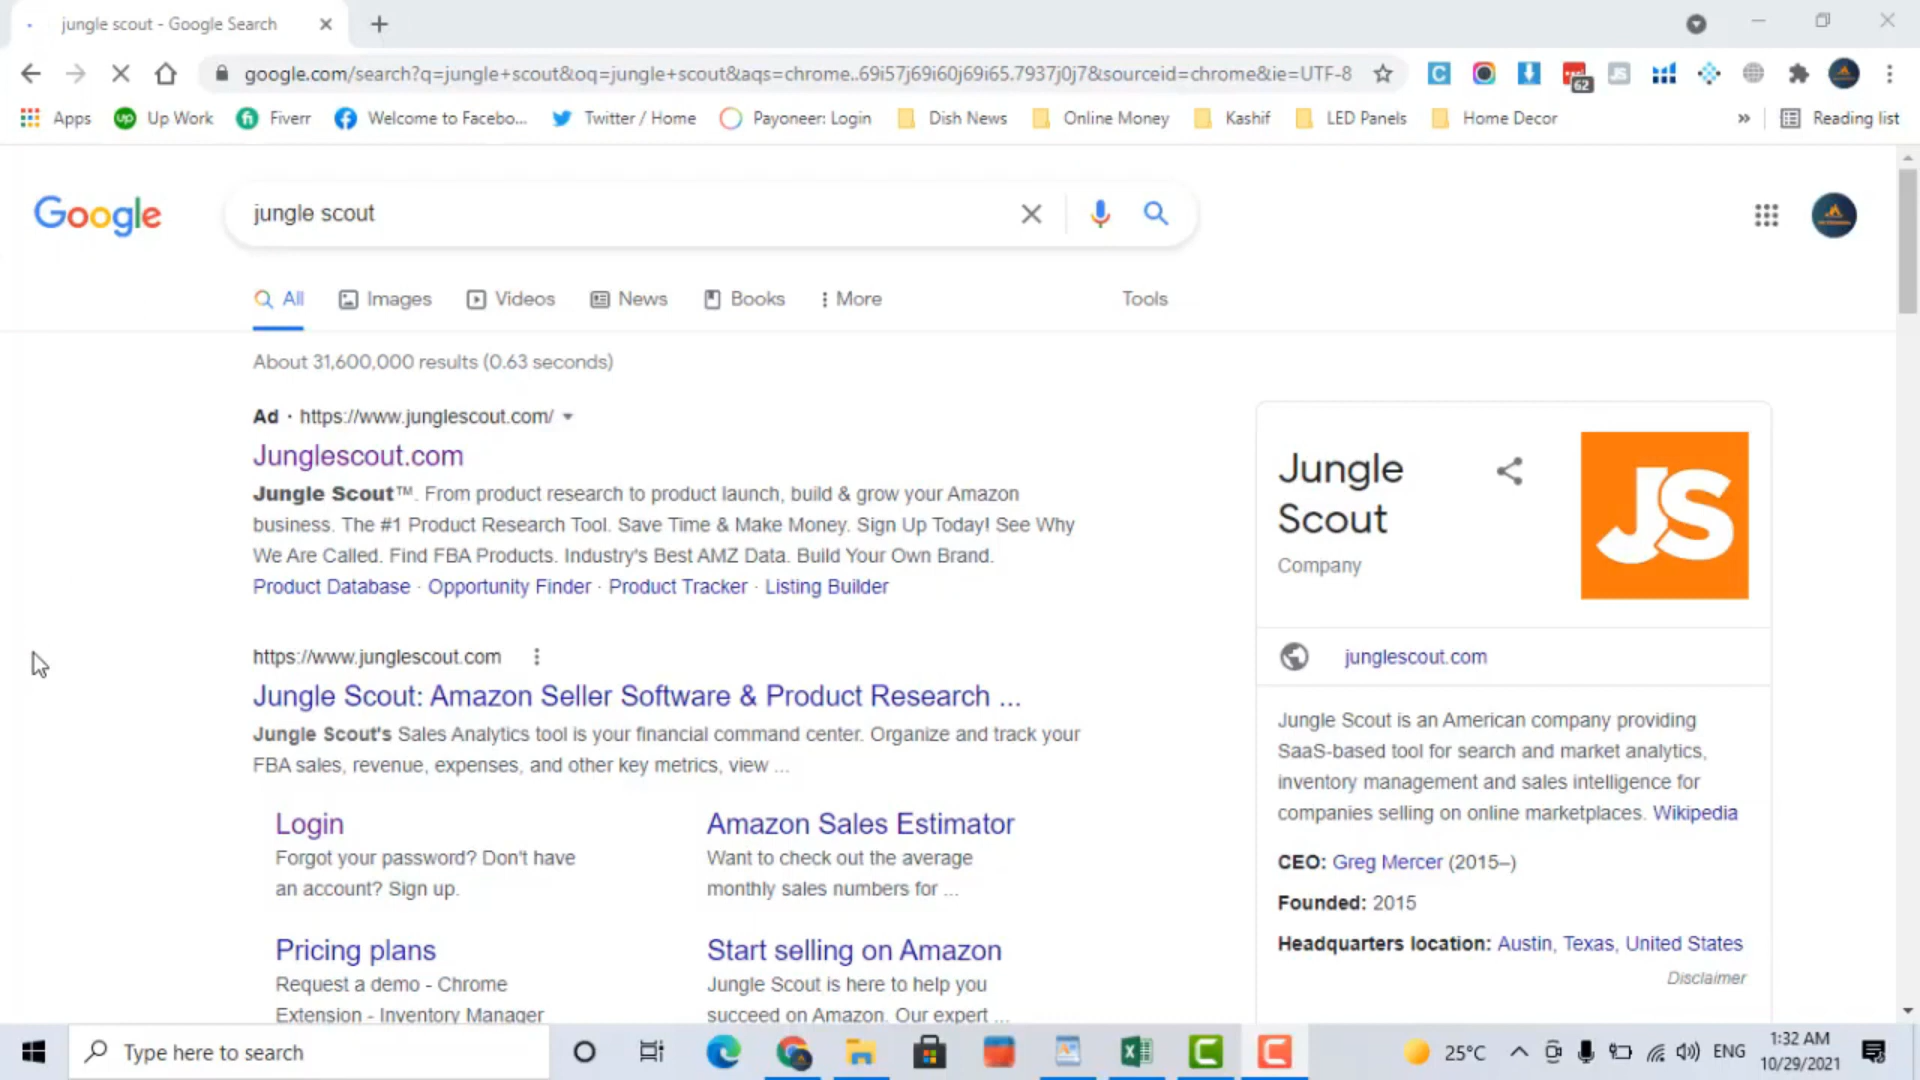 jungle scout - Google Search
google.com/search?q=jungle+scout&oq=jungle+scout&aqs=chrome..69i57j69i60j69i65.7937j0j7&sourceid=chrome&ie=UTF-8
C
62
JS
Apps
up Up Work
fi Fiverr
Welcome to Facebo...
Twitter / Home
Payoneer: Login
Dish News
Online Money
Kashif
LED Panels
Home Decor
»
Reading list
Google
jungle scout
All
Images
Videos
News
Books
More
Tools
About 31,600,000 results (0.63 seconds)
Ad · https://www.junglescout.com/
Junglescout.com
Jungle Scout™. From product research to product launch, build & grow your Amazon
business. The #1 Product Research Tool. Save Time & Make Money. Sign Up Today! See Why
We Are Called. Find FBA Products. Industry's Best AMZ Data. Build Your Own Brand.
Product Database · Opportunity Finder · Product Tracker · Listing Builder
https://www.junglescout.com
Jungle Scout: Amazon Seller Software & Product Research ...
Jungle Scout's Sales Analytics tool is your financial command center. Organize and track your
FBA sales, revenue, expenses, and other key metrics, view ...
Login
Forgot your password? Don't have
an account? Sign up.
Amazon Sales Estimator
Want to check out the average
monthly sales numbers for ...
Pricing plans
Request a demo - Chrome
Extension - Inventory Manager
Start selling on Amazon
Jungle Scout is here to help you
succeed on Amazon. Our expert ...
Jungle
Scout
Company
JS
junglescout.com
Jungle Scout is an American company providing
SaaS-based tool for search and market analytics,
inventory management and sales intelligence for
companies selling on online marketplaces. Wikipedia
CEO: Greg Mercer (2015–)
Founded: 2015
Headquarters location: Austin, Texas, United States
Disclaimer
Type here to search
25°C
ENG
1:32 AM
10/29/2021